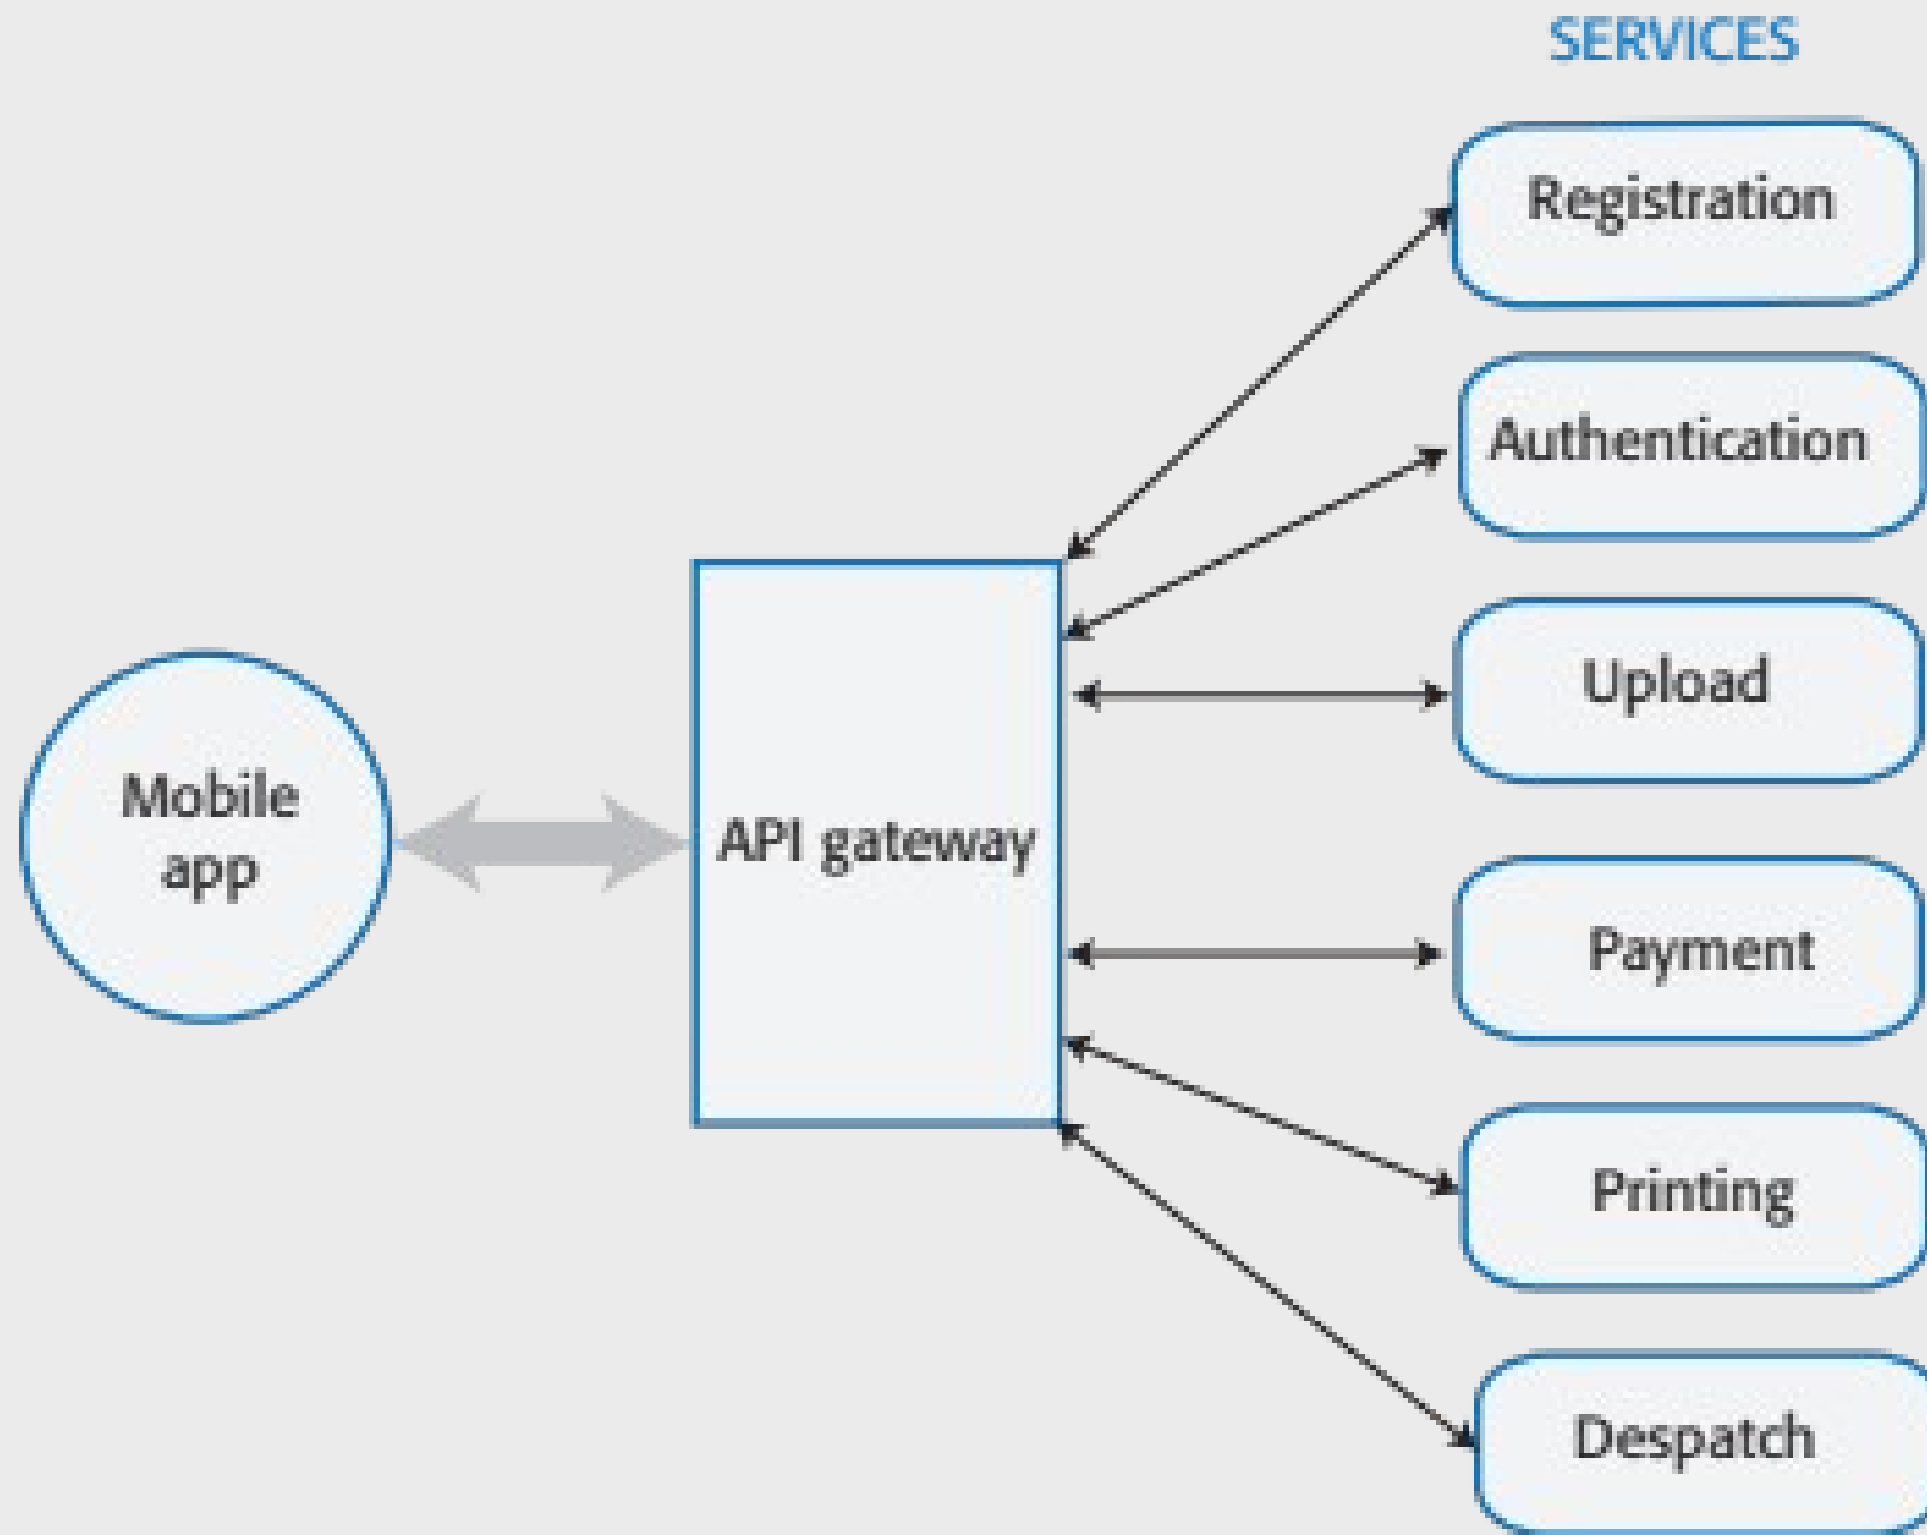 SERVICES
Registration
Authentication
Upload
Mobile
app
API gateway
Payment
Printing
Despatch